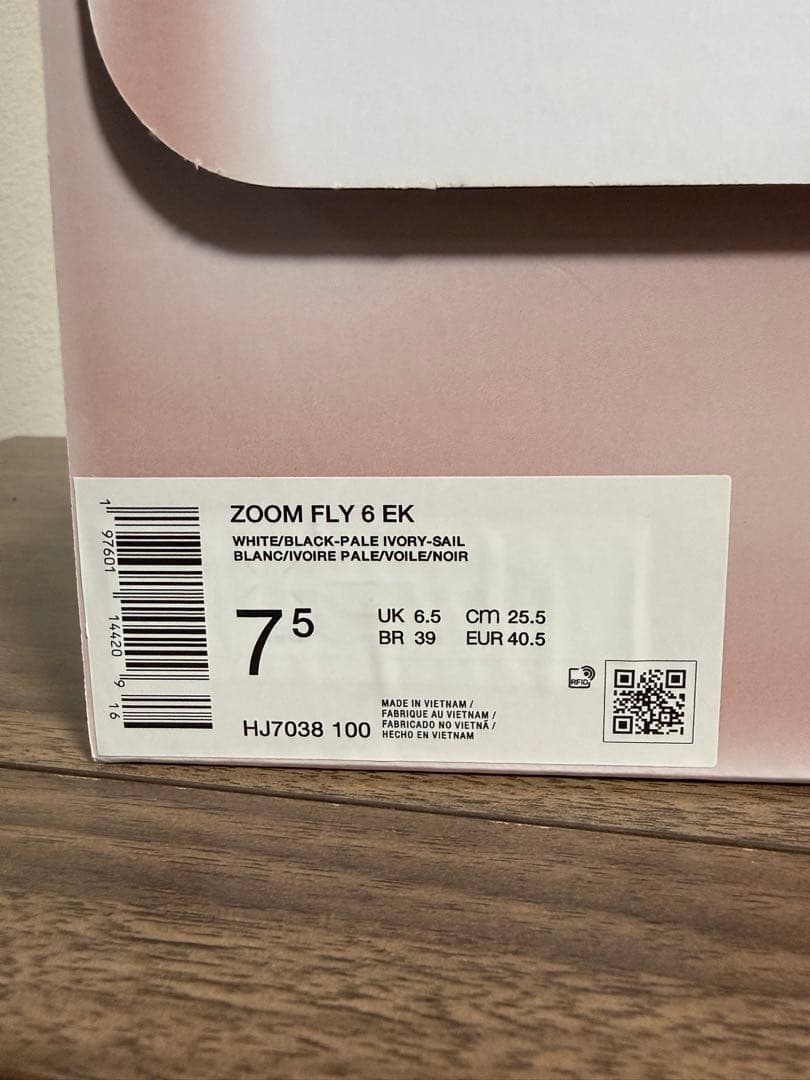 ZOOM FLY 6 EK
WHITE/BLACK-PALE IVORY-SAIL
BLANC/IVOIRE PALE/VOILE/NOIR
7 5
UK 6.5 cm 25.5
BR 39 EUR 40.5
RFID
HJ7038 100
MADE IN VIETNAM /
FABRIQUE AU VIETNAM /
FABRICADO NO VIETNÃ /
HECHO EN VIETNAM
1 97601 14420 9 16